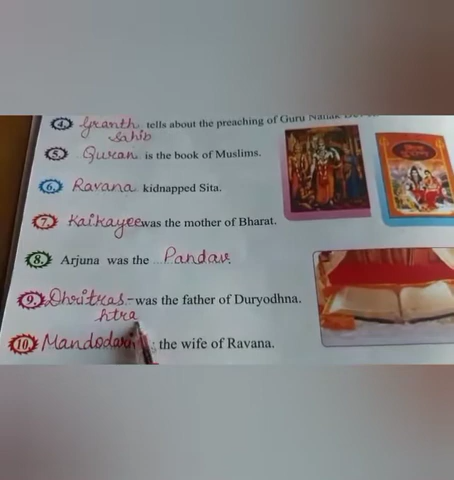 4. Granth tells about the preaching of Guru Nanak Dev
Sahib
5. Quran is the book of Muslims.
6. Ravana kidnapped Sita.
7. Kaikayee was the mother of Bharat.
8. Arjuna was the ...Pandav.
9. Dhritras- was the father of Duryodhna.
htra
10. Mandodari the wife of Ravana.